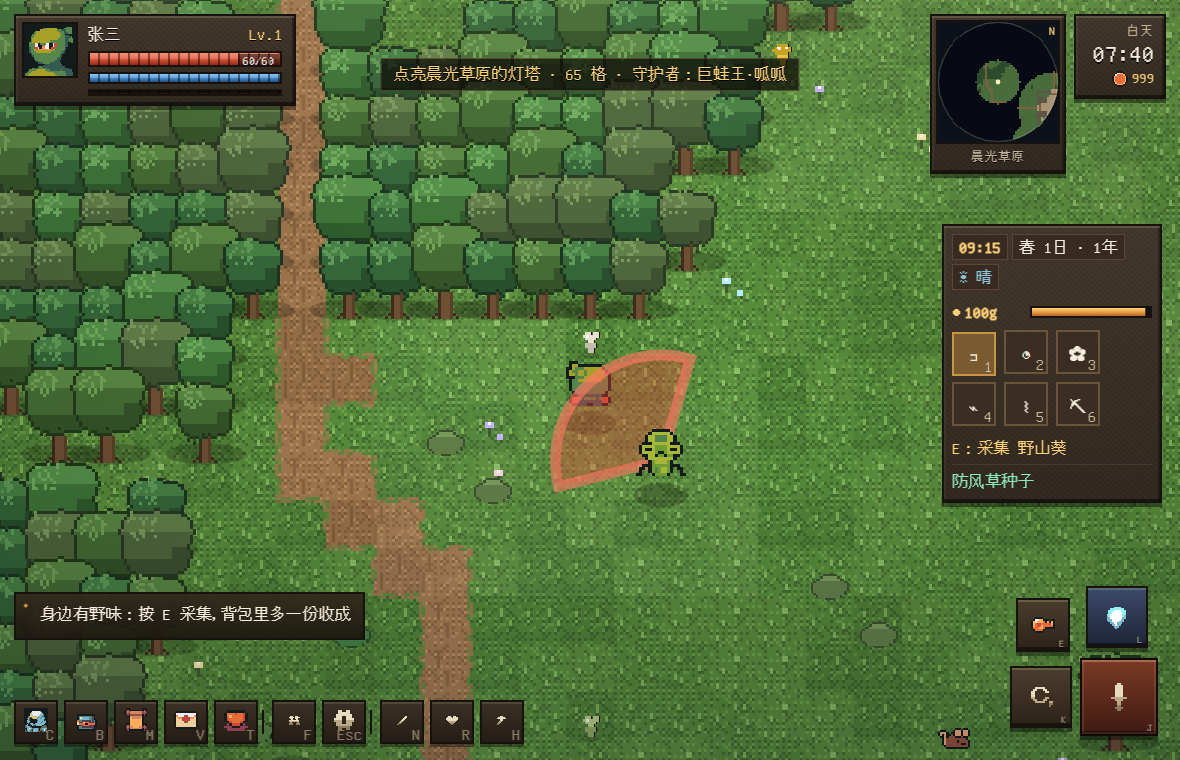 张三 Lv.1
60/60
点亮晨光草原的灯塔 · 65 格 · 守护者：巨蛙王·呱呱
N
晨光草原
白天
07:40
999
09:15 春 1日 · 1年
晴
100g
1 2 3
4 5 6
E：采集 野山葵
防风草种子
身边有野味：按 E 采集，背包里多一份收成
E L
K J
C B M V T F Esc N R H